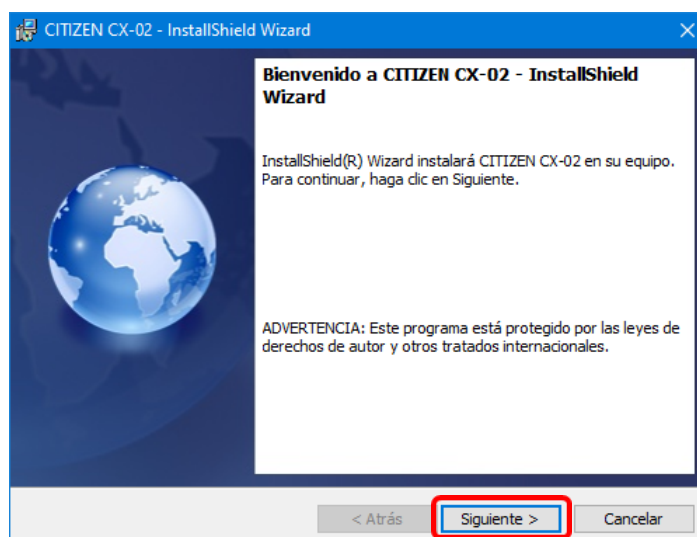 CITIZEN CX-02 - InstallShield Wizard
Bienvenido a CITIZEN CX-02 - InstallShield
Wizard
InstallShield(R) Wizard instalará CITIZEN CX-02 en su equipo.
Para continuar, haga clic en Siguiente.
ADVERTENCIA: Este programa está protegido por las leyes de
derechos de autor y otros tratados internacionales.
< Atrás
Siguiente >
Cancelar